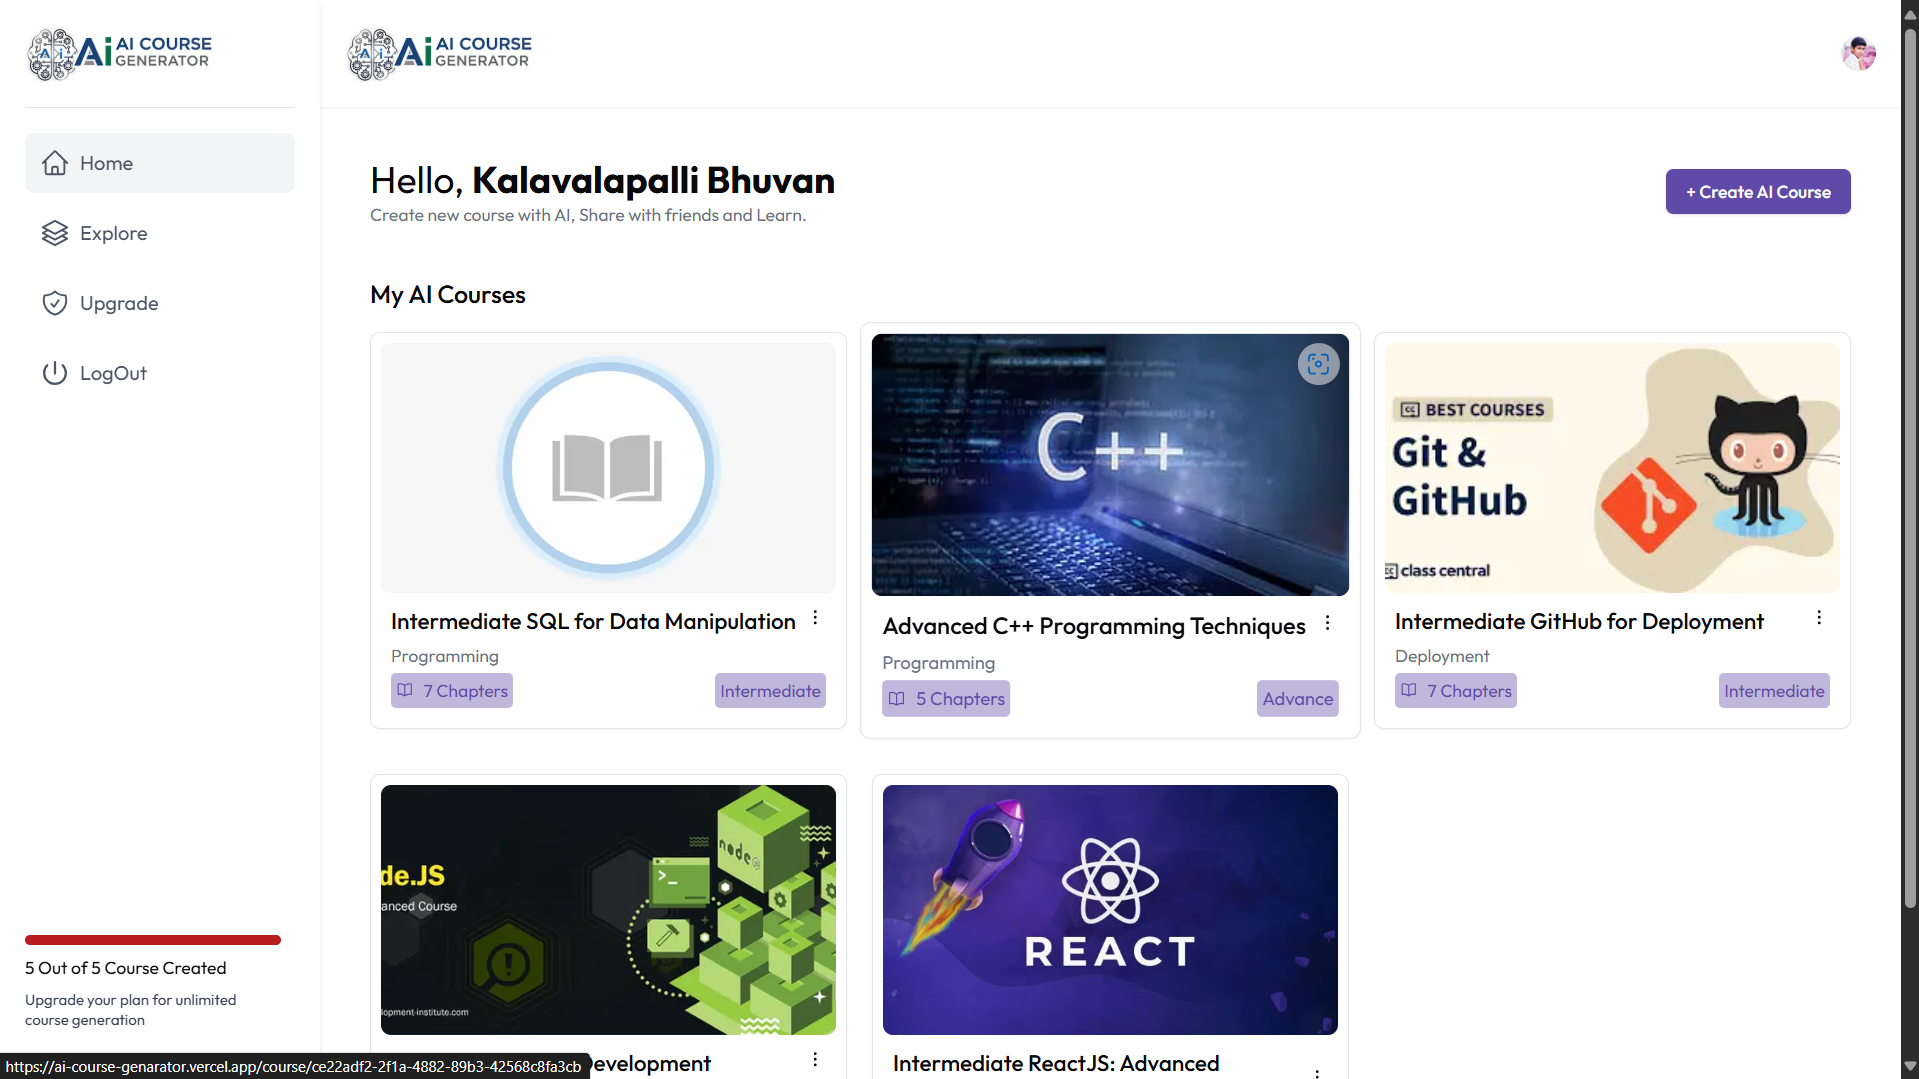 Ai AI COURSE
GENERATOR
Ai AI COURSE
GENERATOR
Home
Explore
Upgrade
LogOut
Hello, Kalavalapalli Bhuvan
Create new course with AI, Share with friends and Learn.
+ Create AI Course
My AI Courses
Intermediate SQL for Data Manipulation
Programming
7 Chapters
Intermediate
C++
Advanced C++ Programming Techniques
Programming
5 Chapters
Advance
CC BEST COURSES
Git &
GitHub
CC class central
Intermediate GitHub for Deployment
Deployment
7 Chapters
Intermediate
de.JS
anced Course
node
lopment-institute.com
evelopment
REACT
Intermediate ReactJS: Advanced
5 Out of 5 Course Created
Upgrade your plan for unlimited
course generation
https://ai-course-genarator.vercel.app/course/ce22adf2-2f1a-4882-89b3-42568c8fa3cb